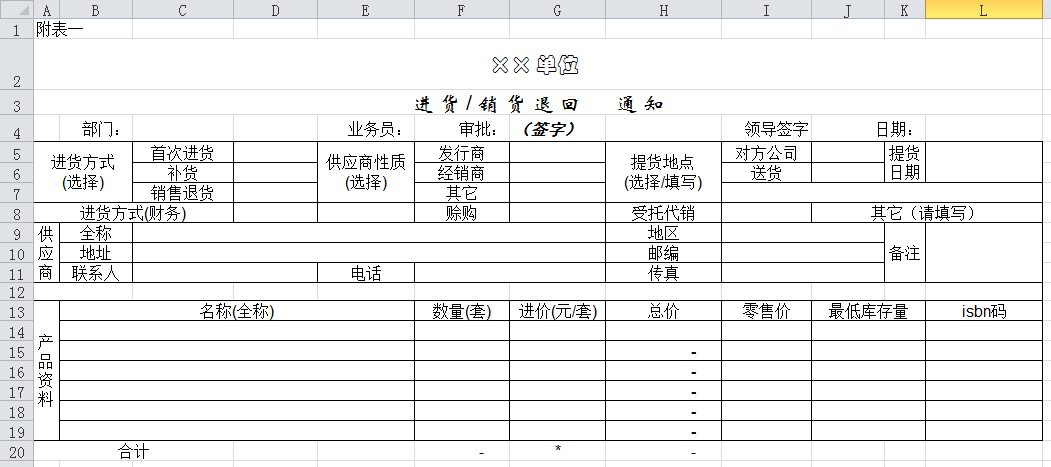 A B C D E F G H I J K L
1 附表一
2 ××单位
3 进货/销货退回 通知
4 部门： 业务员： 审批： （签字） 领导签字 日期：
5 进货方式(选择) 首次进货 供应商性质(选择) 发行商 提货地点(选择/填写) 对方公司 提货日期
6 补货 经销商 送货
7 销售退货 其它
8 进货方式(财务) 赊购 受托代销 其它（请填写）
9 供应商 全称 地区 备注
10 地址 邮编
11 联系人 电话 传真
12
13 产品资料 名称(全称) 数量(套) 进价(元/套) 总价 零售价 最低库存量 isbn码
14
15 -
16 -
17 -
18 -
19 -
20 合计 - * -